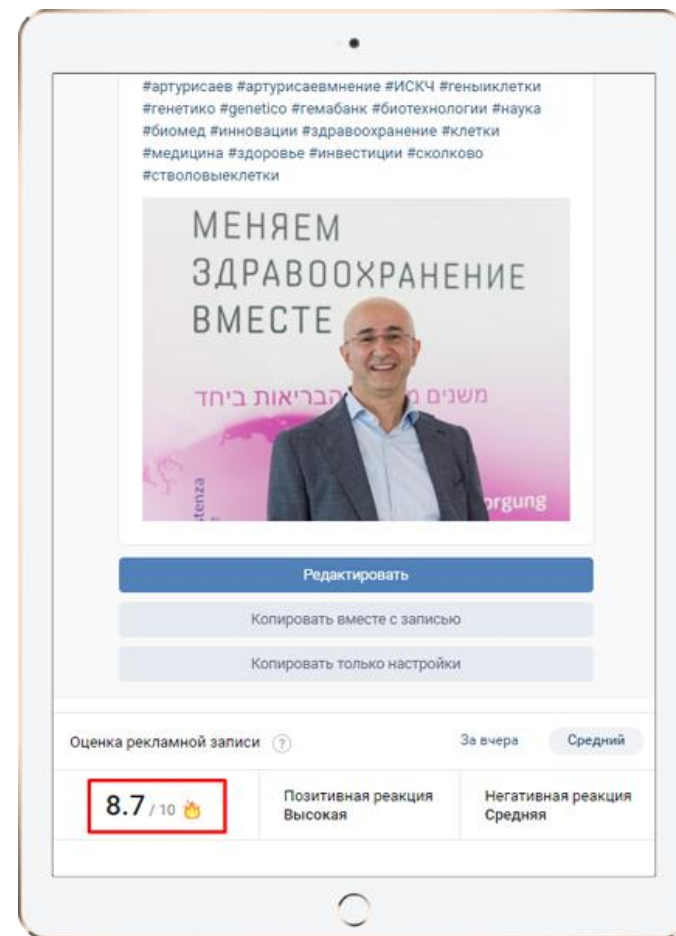 #артурисаев #артурисаевмнение #ИСКЧ #геныиклетки
#генетико #genetico #гемабанк #биотехнологии #наука
#биомед #инновации #здравоохранение #клетки
#медицина #здоровье #инвестиции #сколково
#стволовыеклетки
МЕНЯЕМ
ЗДРАВООХРАНЕНИЕ
ВМЕСТЕ
משנים הבריאות ביחד
Редактировать
Копировать вместе с записью
Копировать только настройки
Оценка рекламной записи ? За вчера Средний
8.7 / 10 Позитивная реакция Негативная реакция
Высокая Средняя